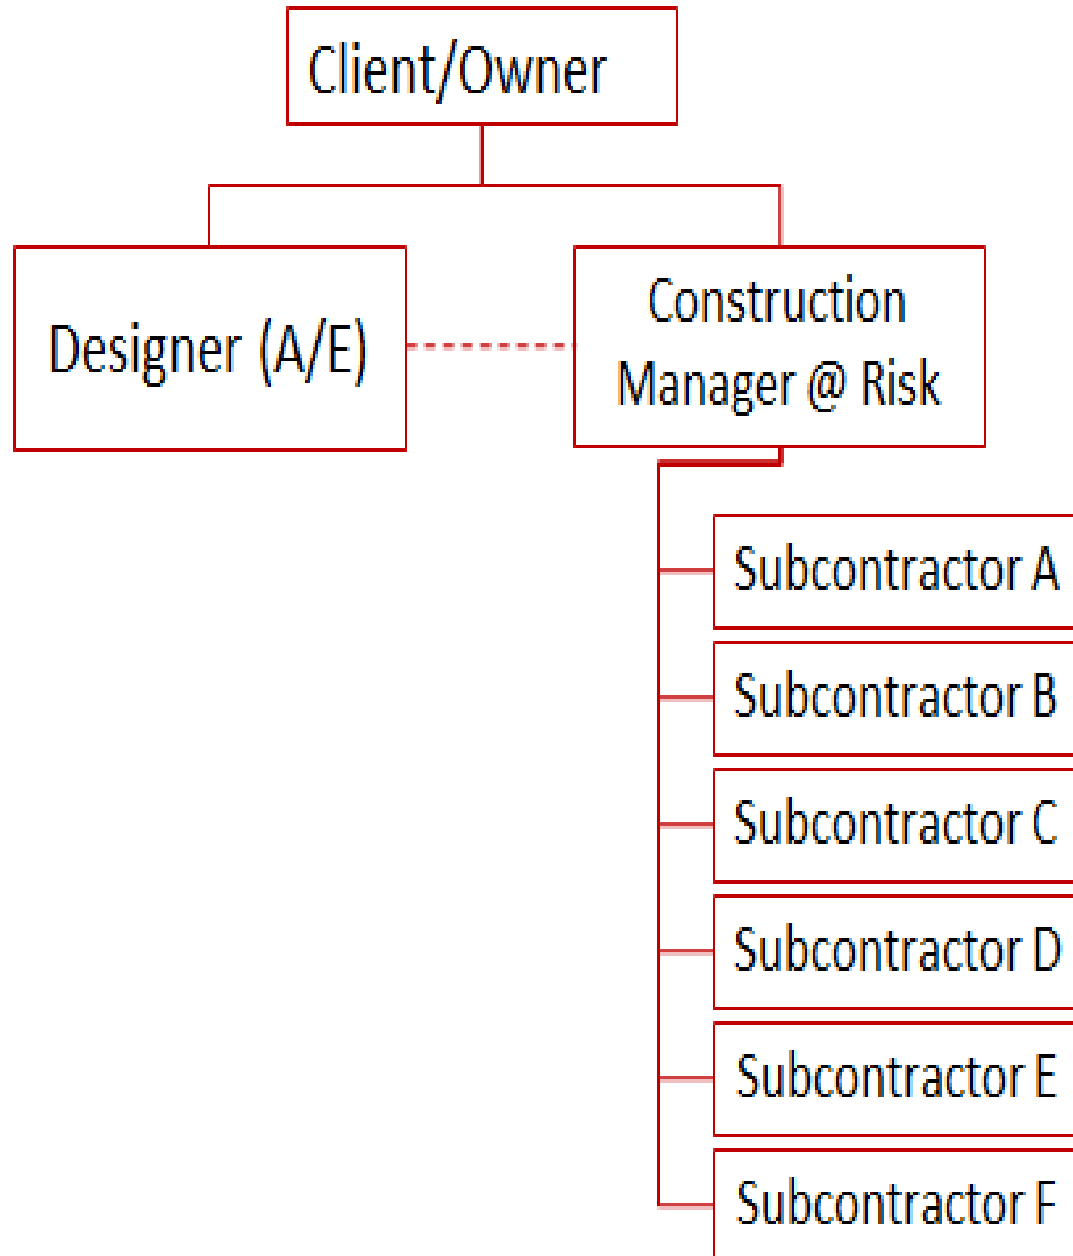 Client/Owner
Designer (A/E)
Construction
Manager @ Risk
Subcontractor A
Subcontractor B
Subcontractor C
Subcontractor D
Subcontractor E
Subcontractor F